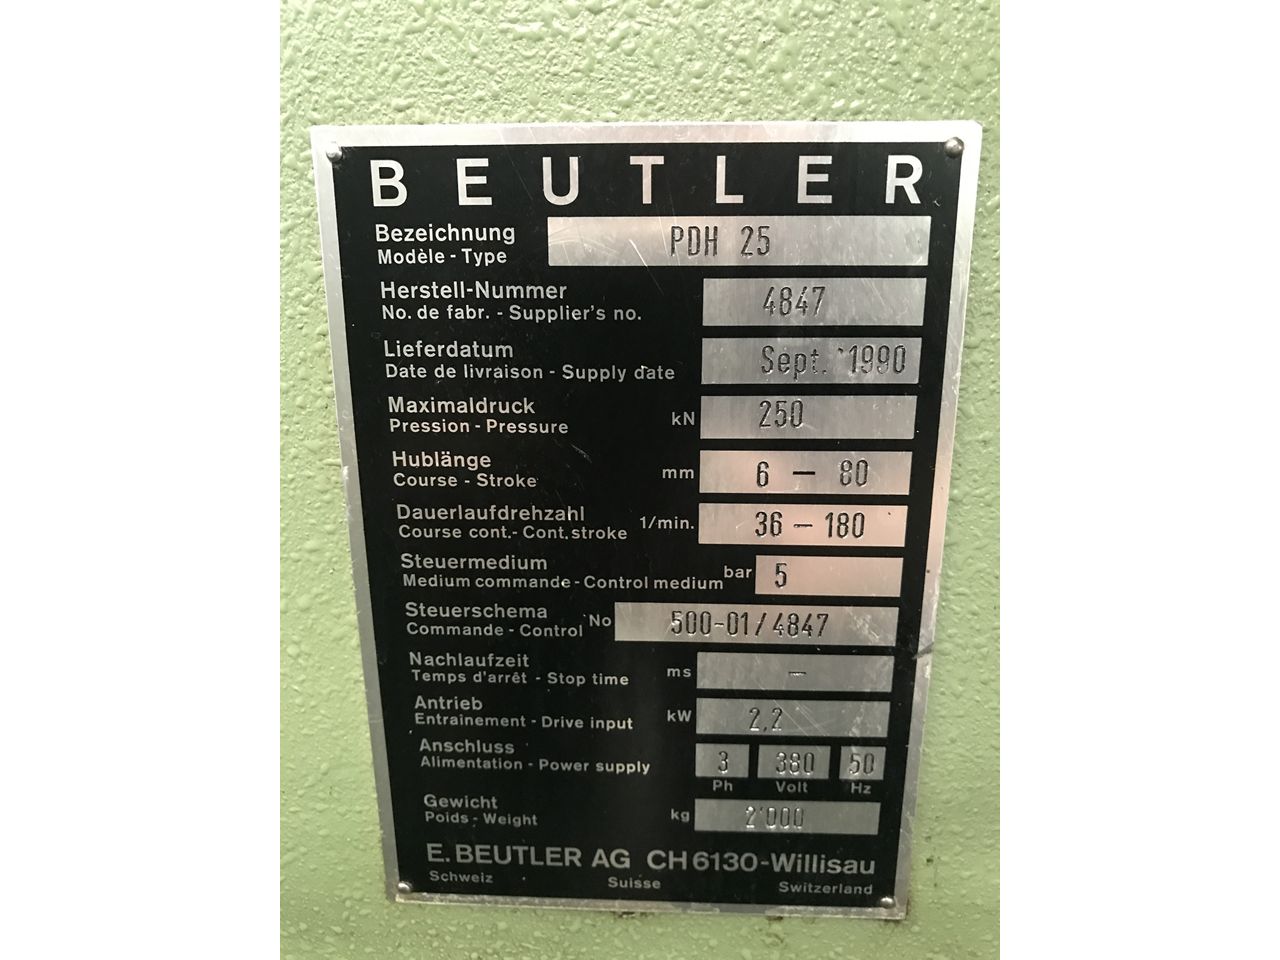 BEUTLER
Bezeichnung PDH 25
Modèle - Type
Herstell-Nummer 4847
No. de fabr. - Supplier's no.
Lieferdatum Sept. 1990
Date de livraison - Supply date
Maximaldruck kN 250
Pression - Pressure
Hublänge mm 6 — 80
Course - Stroke
Dauerlaufdrehzahl 1/min. 36 — 180
Course cont.- Cont. stroke
Steuermedium bar 5
Medium commande - Control medium
Steuerschema No 500-01/4847
Commande - Control
Nachlaufzeit ms —
Temps d'arrêt - Stop time
Antrieb kW 2,2
Entrainement - Drive input
Anschluss 3 380 50
Alimentation - Power supply Ph Volt Hz
Gewicht kg 2'000
Poids - Weight
E. BEUTLER AG CH 6130-Willisau
Schweiz Suisse Switzerland